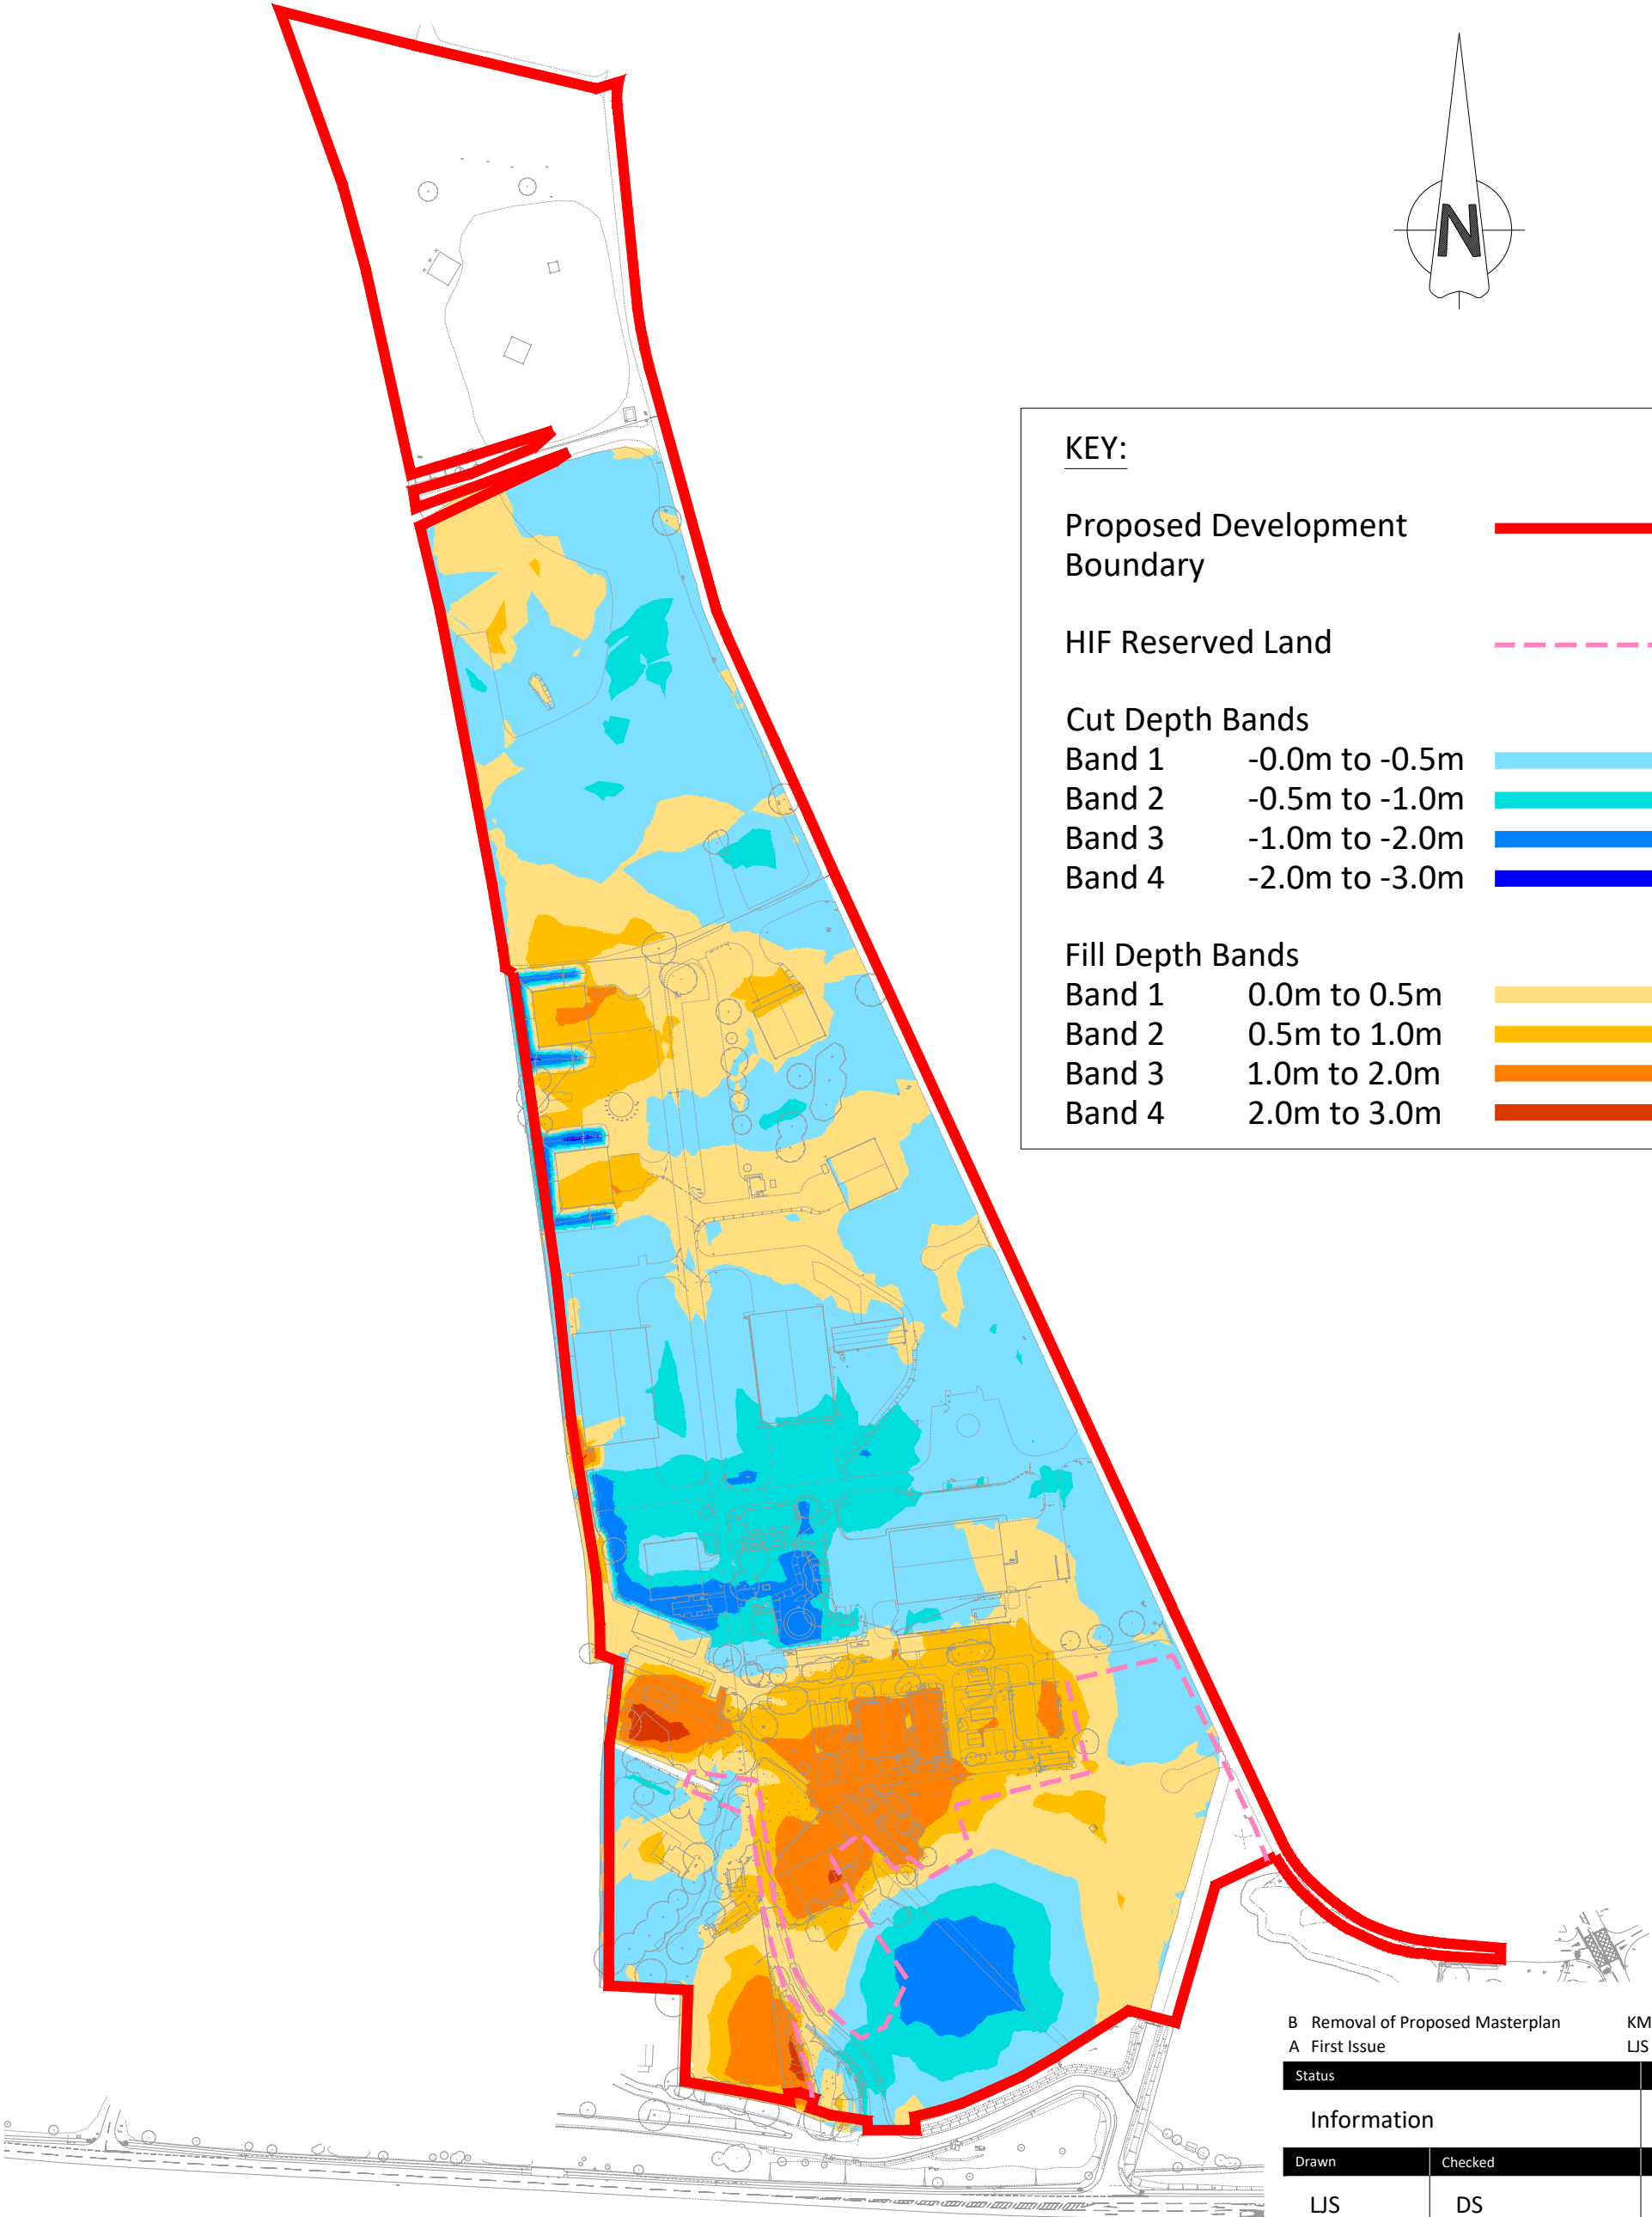 N
KEY:
Proposed Development
Boundary
HIF Reserved Land
Cut Depth Bands
Band 1 -0.0m to -0.5m
Band 2 -0.5m to -1.0m
Band 3 -1.0m to -2.0m
Band 4 -2.0m to -3.0m
Fill Depth Bands
Band 1 0.0m to 0.5m
Band 2 0.5m to 1.0m
Band 3 1.0m to 2.0m
Band 4 2.0m to 3.0m
B Removal of Proposed Masterplan KM
A First Issue LJS
Status
Information
Drawn Checked
LJS DS